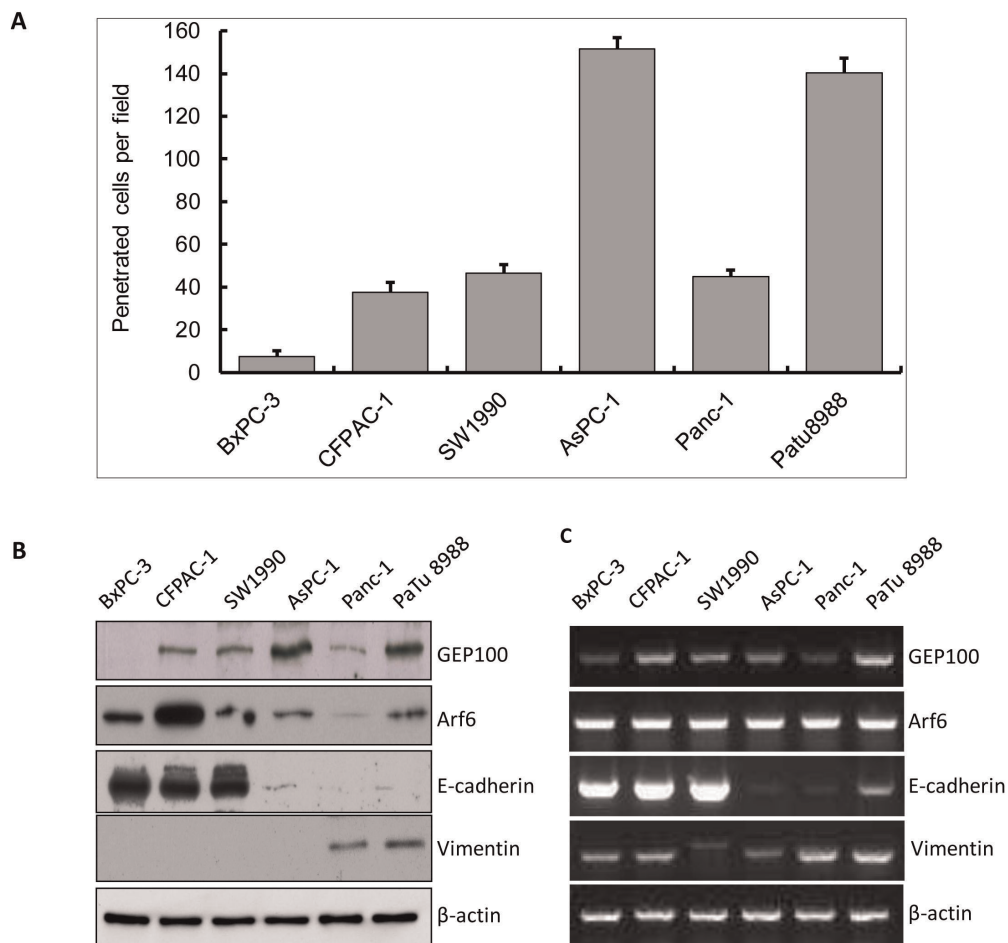 A
Penetrated cells per field
160
140
120
100
80
60
40
20
0
BxPC-3
CFPAC-1
SW1990
AsPC-1
Panc-1
Patu8988
B
BxPC-3
CFPAC-1
SW1990
AsPC-1
Panc-1
PaTu 8988
GEP100
Arf6
E-cadherin
Vimentin
β-actin
C
BxPC-3
CFPAC-1
SW1990
AsPC-1
Panc-1
PaTu 8988
GEP100
Arf6
E-cadherin
Vimentin
β-actin